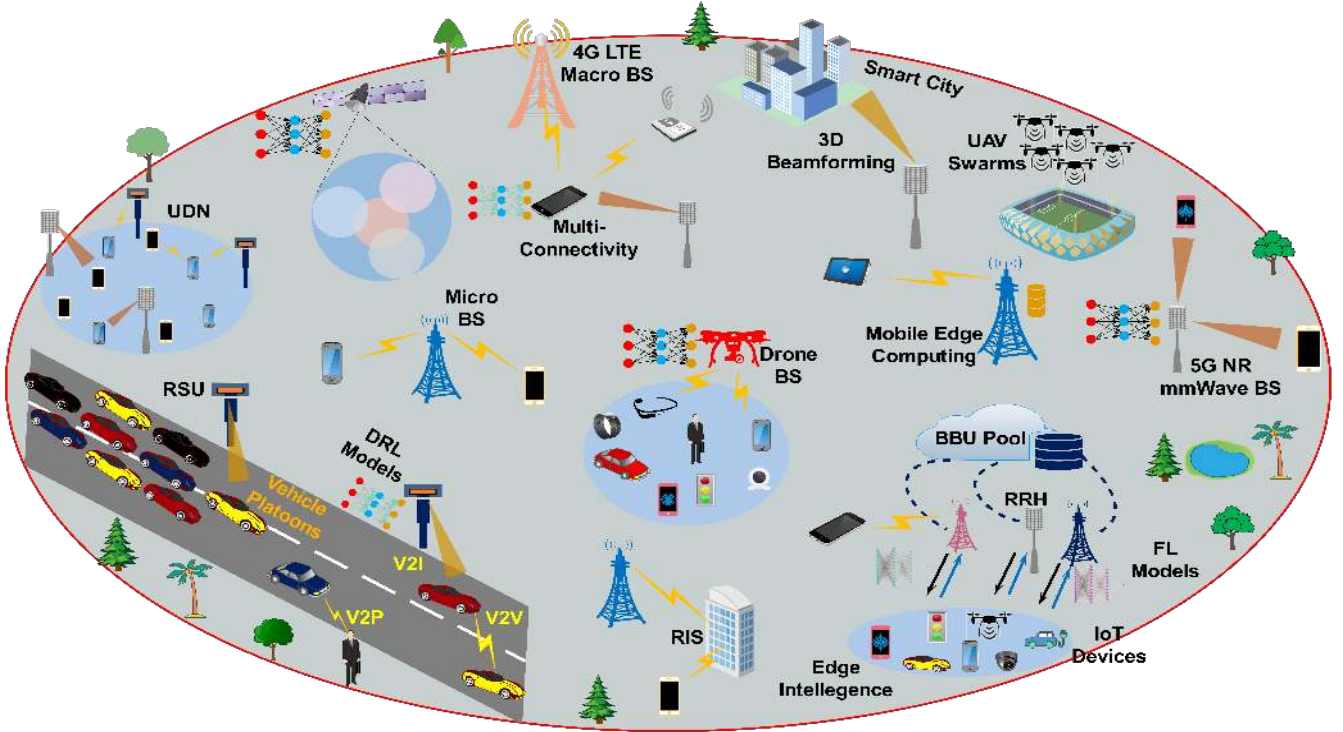 4G LTE
Macro BS
Smart City
3D
Beamforming
UAV
Swarms
UDN
Multi-
Connectivity
Micro
BS
Drone
BS
Mobile Edge
Computing
5G NR
mmWave BS
RSU
DRL
Models
Vehicle
Platoons
V2I
V2P
V2V
BBU Pool
RRH
FL
Models
RIS
IoT
Devices
Edge
Intellegence